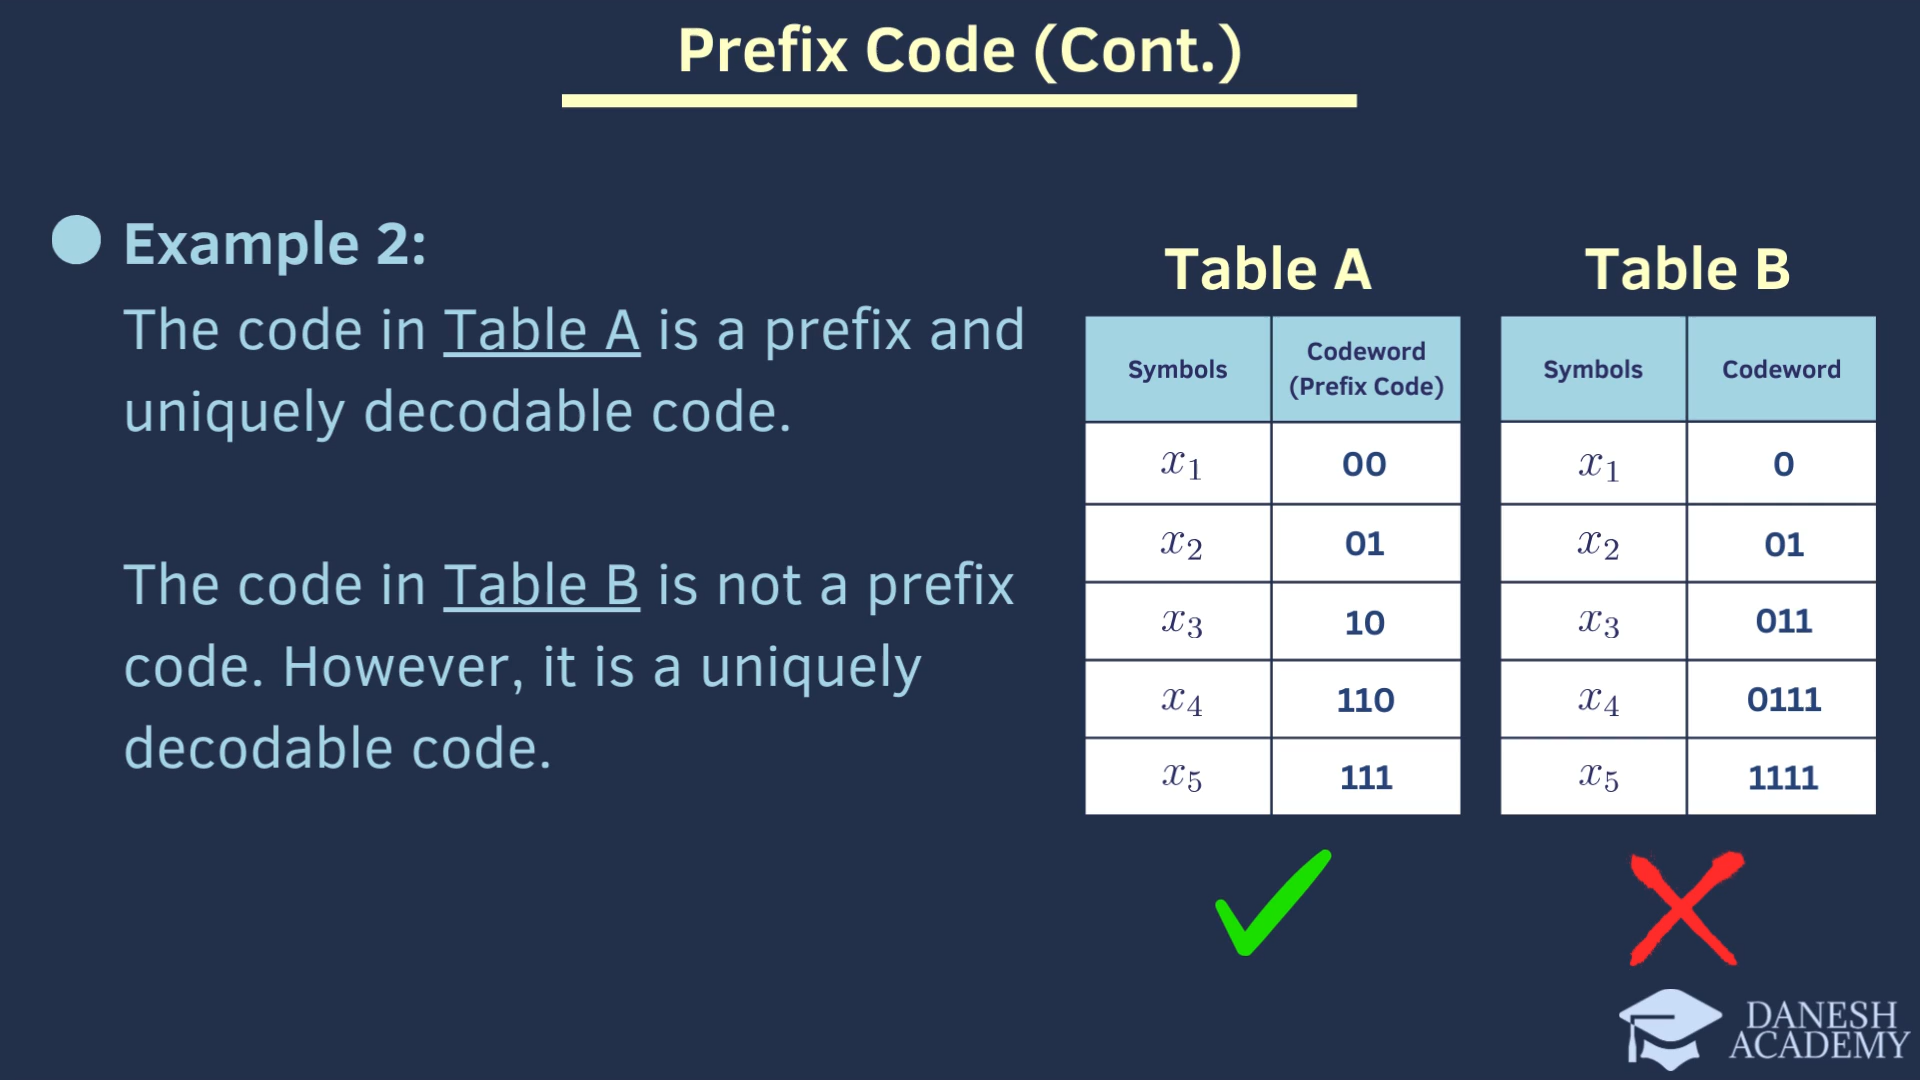 Prefix Code (Cont.)
Example 2:
The code in Table A is a prefix and
uniquely decodable code.
The code in Table B is not a prefix
code. However, it is a uniquely
decodable code.
Table A
Symbols Codeword
(Prefix Code)
x₁ 00
x₂ 01
x₃ 10
x₄ 110
x₅ 111
Table B
Symbols Codeword
x₁ 0
x₂ 01
x₃ 011
x₄ 0111
x₅ 1111
DANESH
ACADEMY